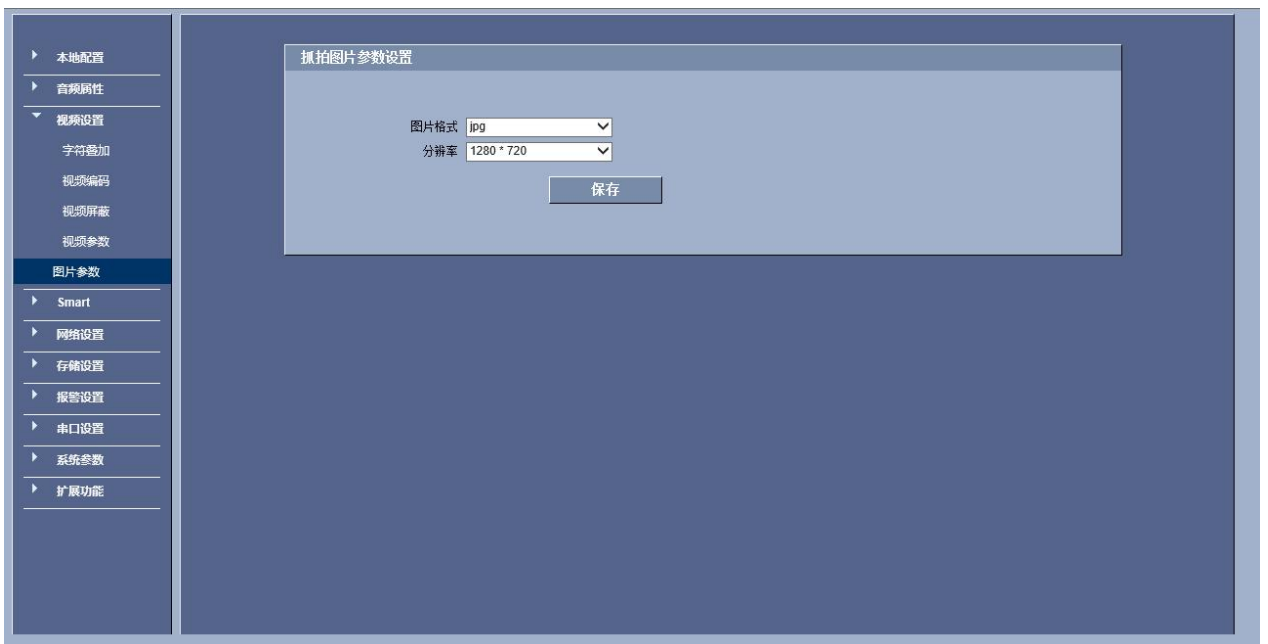 本地配置
音频属性
视频设置
字符叠加
视频编码
视频屏蔽
视频参数
图片参数
Smart
网络设置
存储设置
报警设置
串口设置
系统参数
扩展功能
抓拍图片参数设置
图片格式 jpg
分辨率 1280 * 720
保存